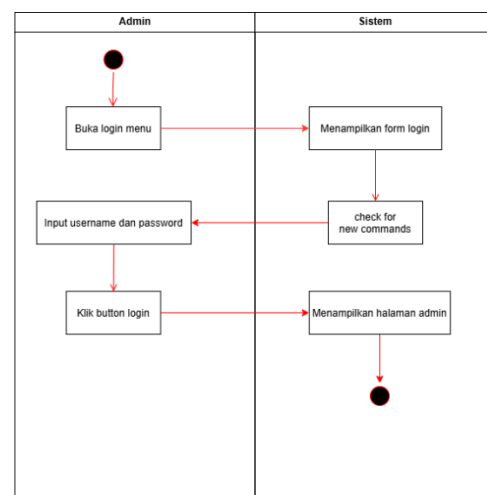 Admin
Sistem
Buka login menu
Menampilkan form login
Input username dan password
check for
new commands
Klik button login
Menampilkan halaman admin